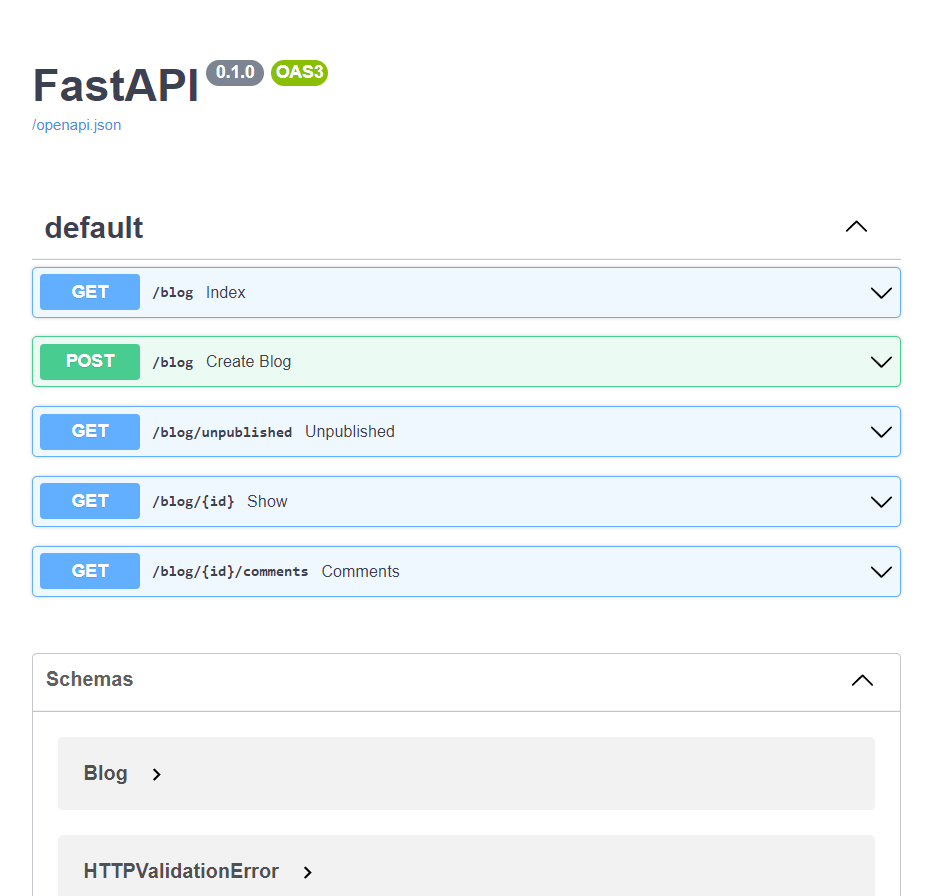 FastAPI 0.1.0 OAS3
/openapi.json
default
GET /blog Index
POST /blog Create Blog
GET /blog/unpublished Unpublished
GET /blog/{id} Show
GET /blog/{id}/comments Comments
Schemas
Blog
HTTPValidationError